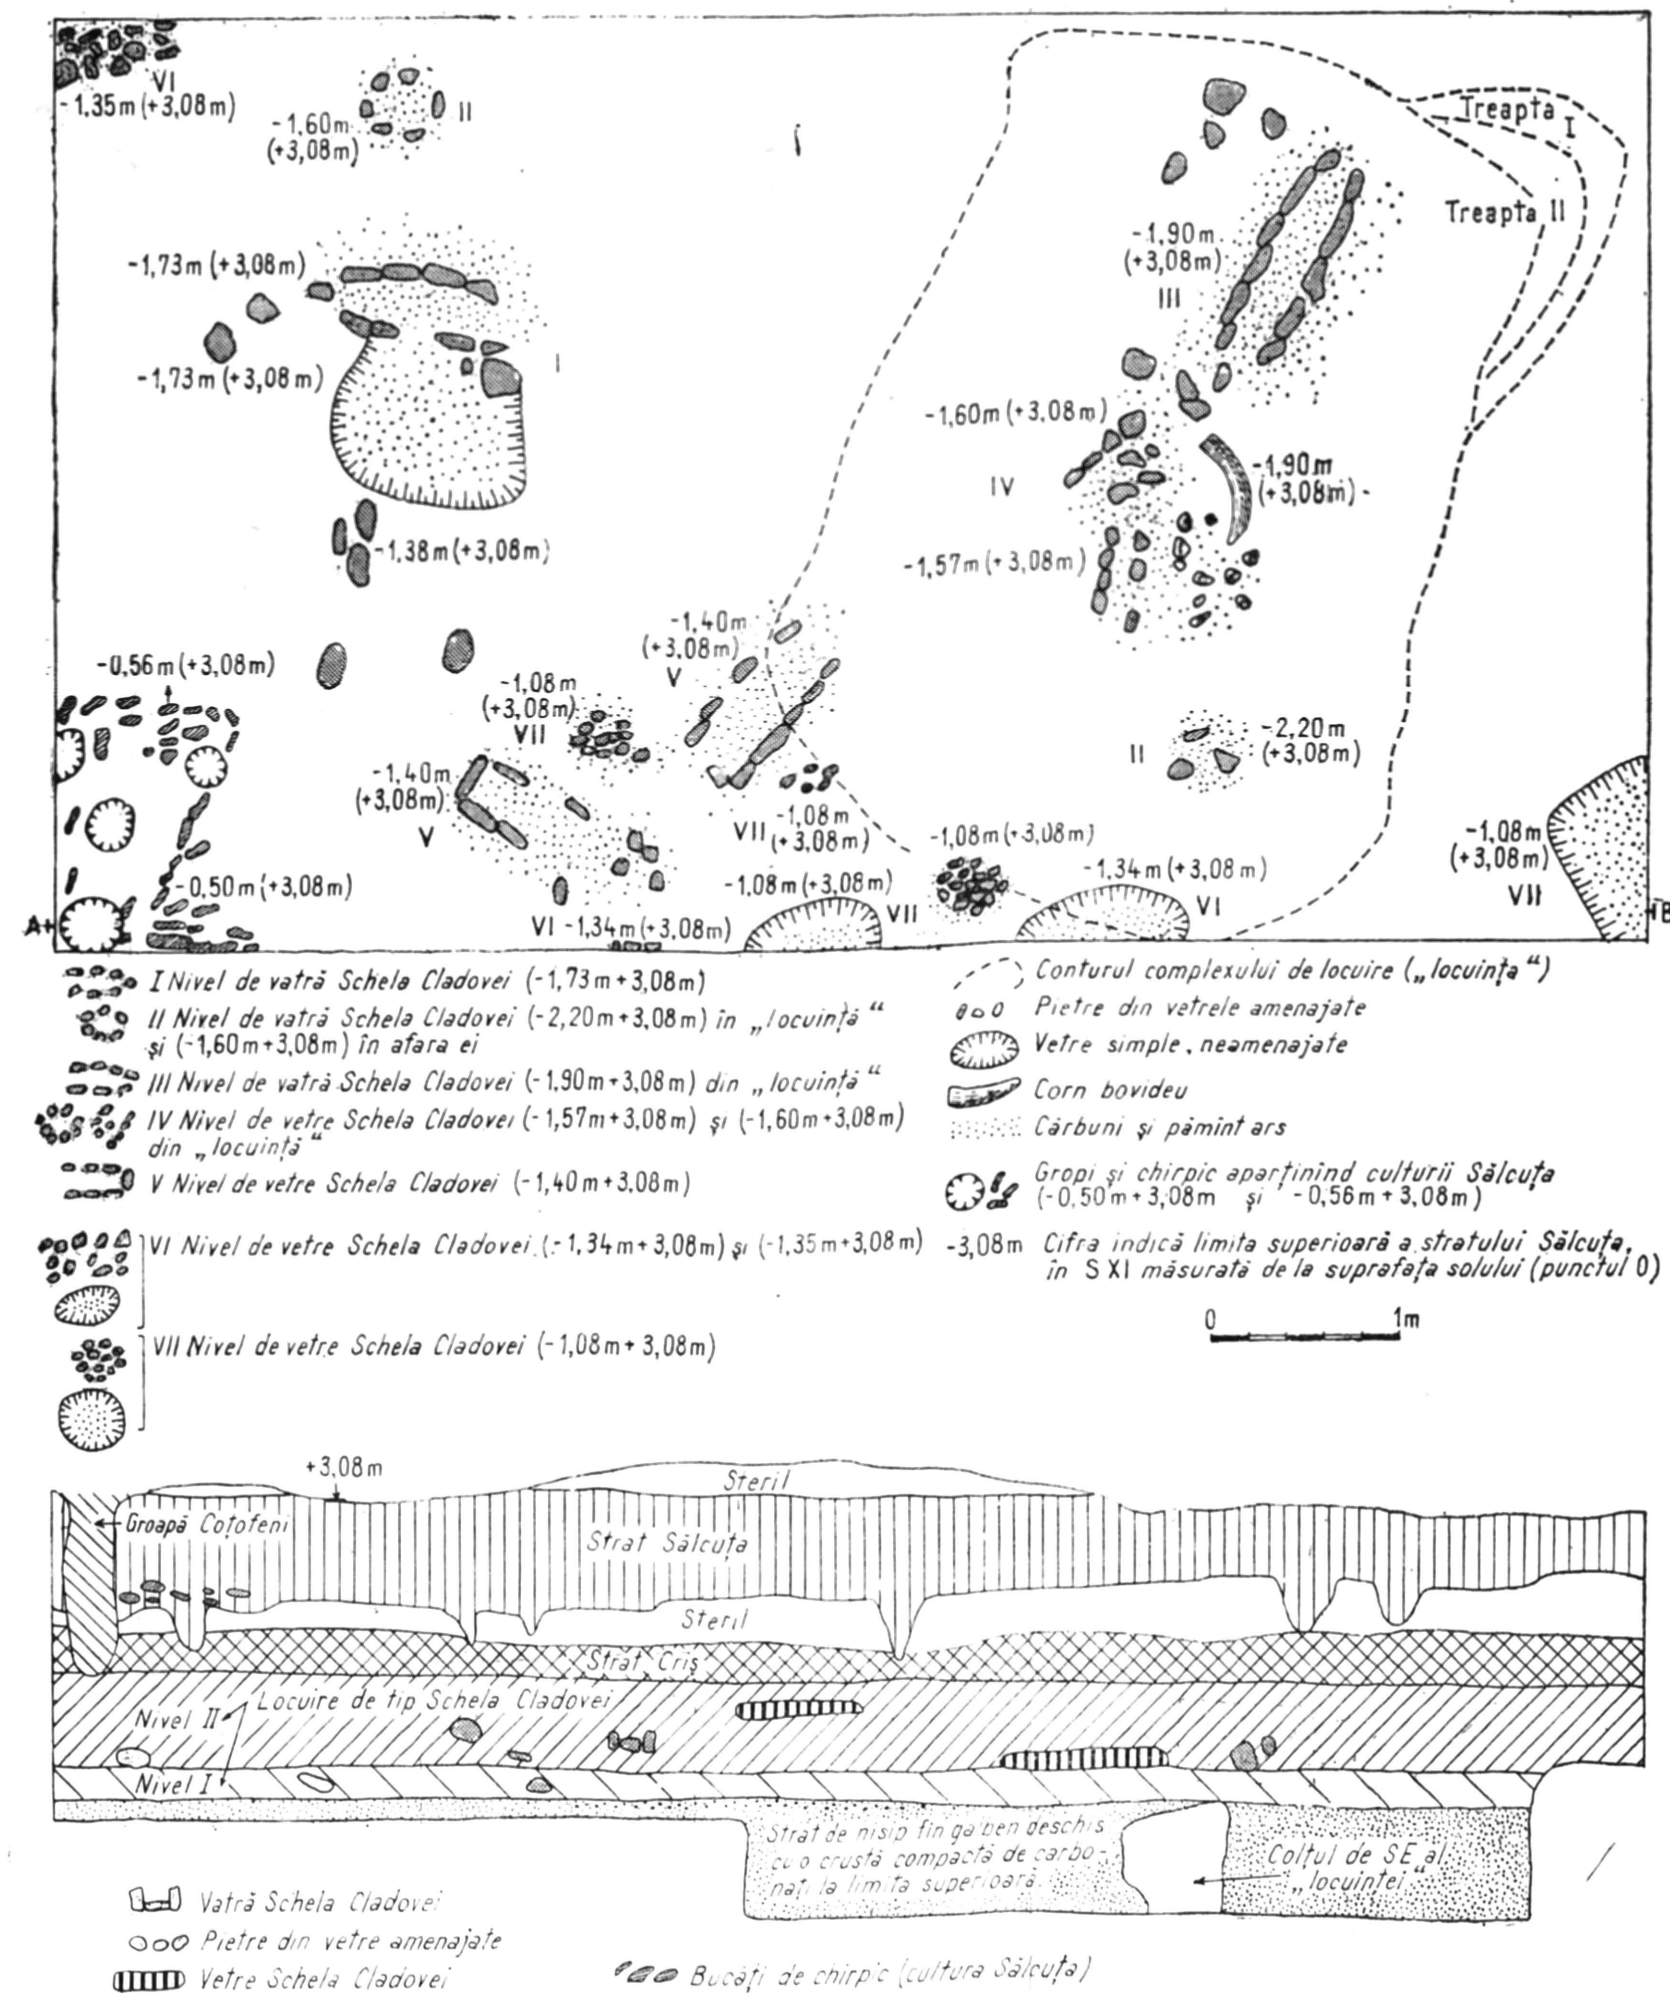 VI
-1,35m (+3,08m)
-1,60m
(+3,08m)
II
Treapta I
Treapta II
-1,73m (+3,08m)
-1,90m
(+3,08m)
III
-1,73m (+3,08m)
I
-1,60m (+3.08m)
IV
-1,90m
(+3,08m)
-1,38m (+3,08m)
-1,57m (+3,08m)
-1,40m
(+3,08m)
V
-0,56m (+3,08m)
-1,08m
(+3,08m)
VII
-2,20m
(+3,08m)
II
-1,40m
(+3,08m)
V
-1,08m
(+3,08m)
VII
-1,08m (+3,08m)
-1,08m
(+3,08m)
VII
-0,50m (+3,08m)
-1,08m (+3,08m)
VII
-1,34m (+3,08m)
VI
VI -1,34m (+3,08m)
A
B
I Nivel de vatră Schela Cladovei (-1,73m+3,08m)
II Nivel de vatră Schela Cladovei (-2,20m+3,08m) în „locuință“
și (-1,60m+3,08m) în afara ei
III Nivel de vatră Schela Cladovei (-1,90m+3,08m) din „locuință“
IV Nivel de vetre Schela Cladovei (-1,57m+3,08m) și (-1,60m+3,08m)
din „locuință“
V Nivel de vetre Schela Cladovei (-1,40m+3,08m)
VI Nivel de vetre Schela Cladovei (-1,34m+3,08m) și (-1,35m+3,08m)
VII Nivel de vetre Schela Cladovei (-1,08m+3,08m)
Conturul complexului de locuire („locuința“)
Pietre din vetrele amenajate
Vetre simple, neamenajate
Corn bovideu
Cărbuni și pămînt ars
Gropi și chirpic aparținînd culturii Sălcuța
(-0,50m+3,08m și -0,56m+3,08m)
-3,08m Cifra indică limita superioară a stratului Sălcuța,
în S XI măsurată de la suprafața solului (punctul 0)
0 1m
+3,08m
Steril
Groapă Coțofeni
Strat Sălcuța
Steril
Strat Criș
Locuire de tip Schela Cladovei
Nivel II
Nivel I
Strat de nisip fin galben deschis
cu o crustă compactă de carbo-
nați la limita superioară.
Colțul de SE al
„locuinței“
Vatră Schela Cladovei
Pietre din vetre amenajate
Vetre Schela Cladovei
Bucăți de chirpic (cultura Sălcuța)